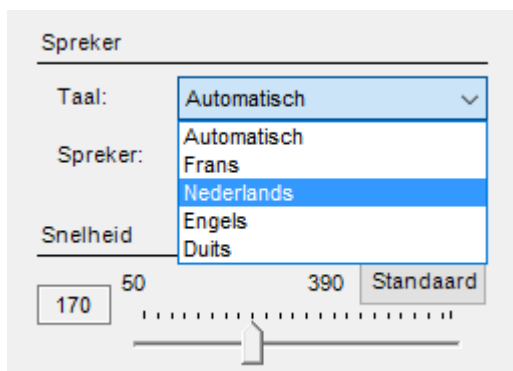 Spreker
Taal: Automatisch
Automatisch
Spreker: Frans
Nederlands
Engels
Snelheid
Duits
50 390 Standaard
170